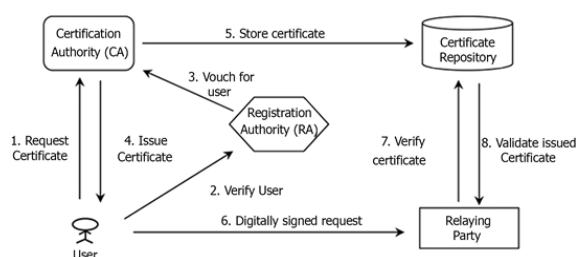 Certification
Authority (CA)
5. Store certificate
Certificate
Repository
3. Vouch for
user
Registration
Authority (RA)
1. Request
Certificate
4. Issue
Certificate
7. Verify
certificate
8. Validate issued
Certificate
2. Verify User
6. Digitally signed request
Relaying
Party
User